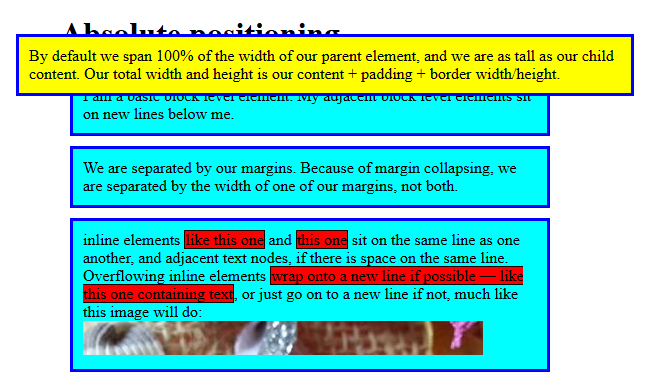 Absolute positioning
By default we span 100% of the width of our parent element, and we are as tall as our child
content. Our total width and height is our content + padding + border width/height.
I am a basic block level element. My adjacent block level elements sit
on new lines below me.
We are separated by our margins. Because of margin collapsing, we
are separated by the width of one of our margins, not both.
inline elements like this one and this one sit on the same line as one
another, and adjacent text nodes, if there is space on the same line.
Overflowing inline elements wrap onto a new line if possible — like
this one containing text, or just go on to a new line if not, much like
this image will do: